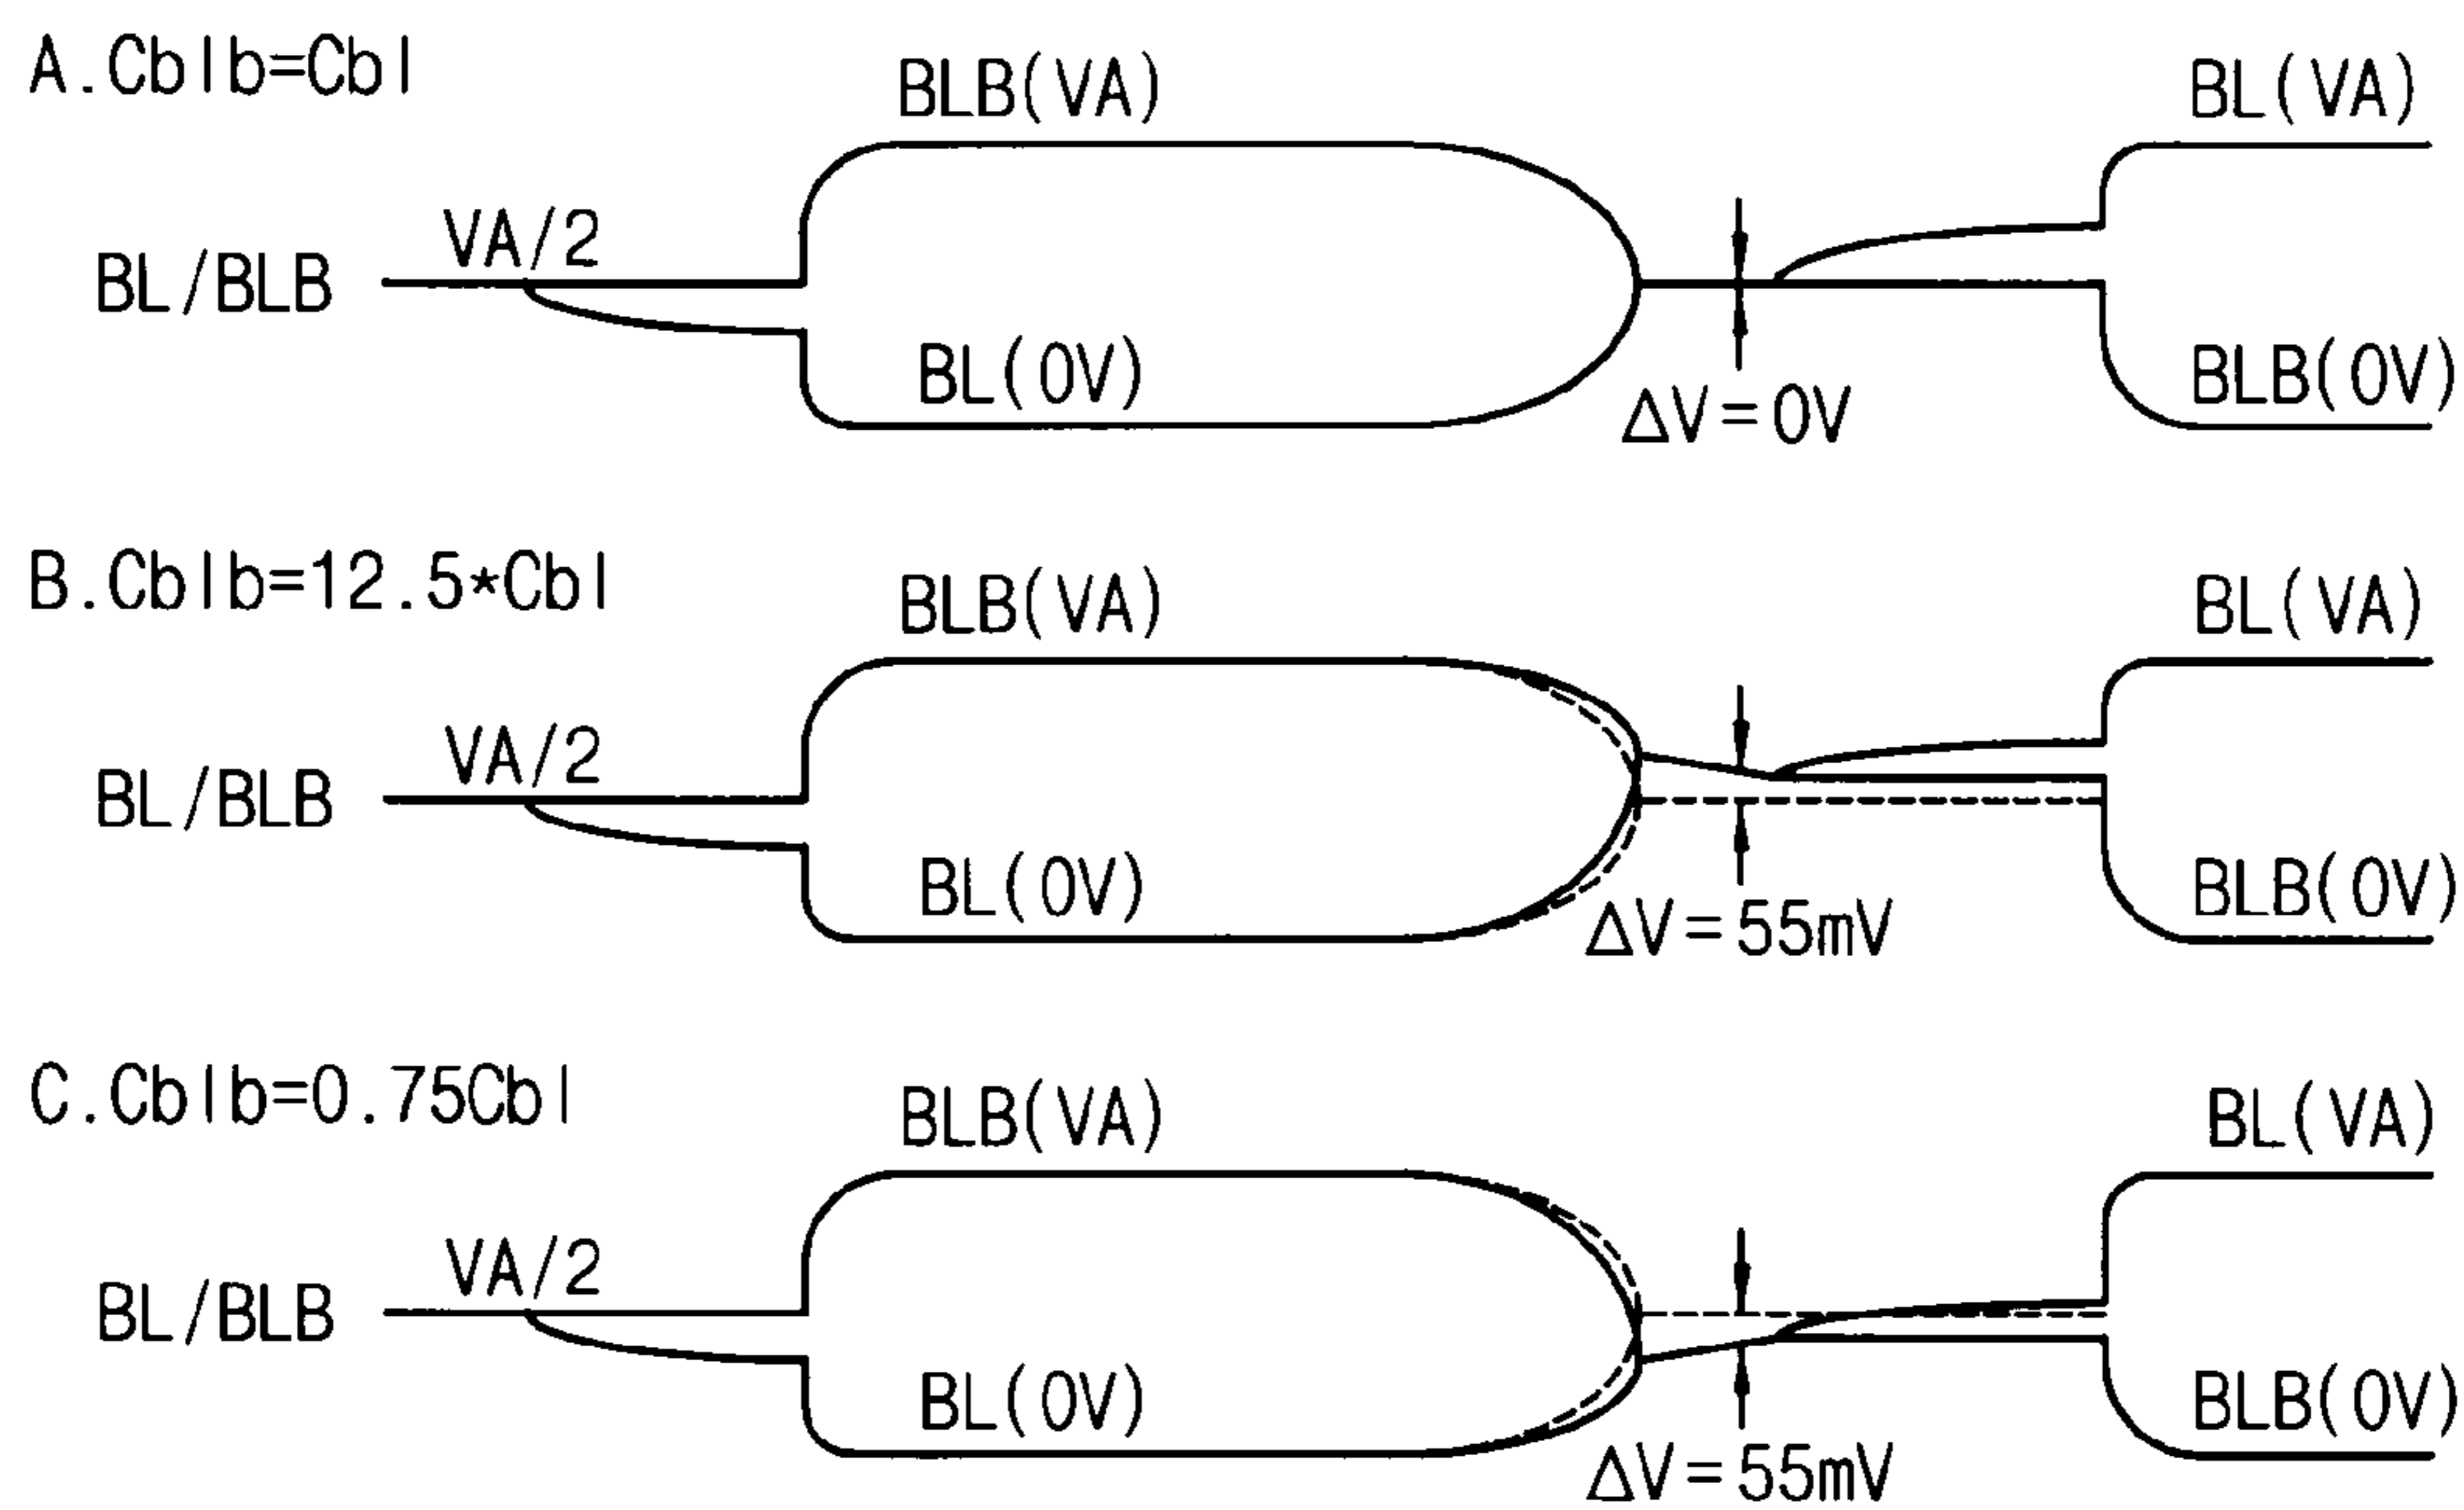 A.Cblb=Cbl
BLB(VA)
BL(VA)
VA/2
BL/BLB
BL(0V)
ΔV=0V
BLB(0V)
B.Cblb=12.5*Cbl
BLB(VA)
BL(VA)
VA/2
BL/BLB
BL(0V)
ΔV=55mV
BLB(0V)
C.Cblb=0.75Cbl
BLB(VA)
BL(VA)
VA/2
BL/BLB
BL(0V)
ΔV=55mV
BLB(0V)